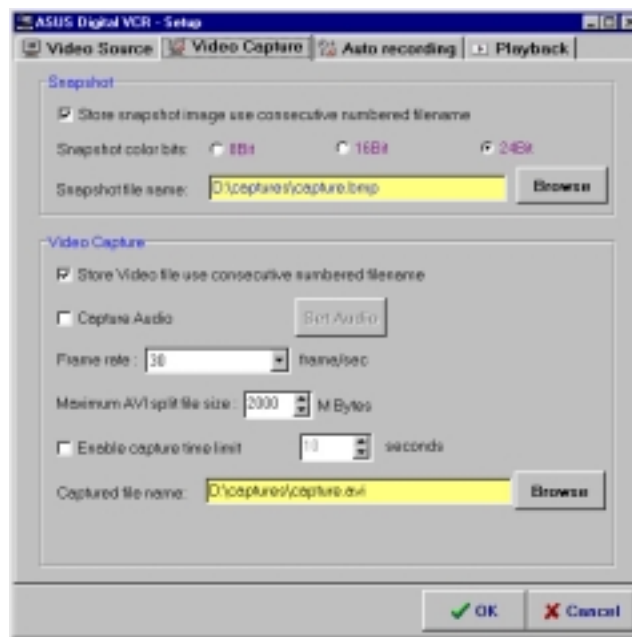 ASUS Digital VCR - Setup
Video Source Video Capture Auto recording Playback
Snapshot
Store snapshot image use consecutive numbered filename
Snapshot color bits: 8Bit 16Bit 24Bit
Snapshot file name: D:\captures\capture.bmp Browse
Video Capture
Store Video file use consecutive numbered filename
Capture Audio Set Audio
Frame rate : 30 frame/sec
Maximum AVI split file size : 2000 M Bytes
Enable capture time limit 10 seconds
Captured file name: D:\captures\capture.avi Browse
OK Cancel